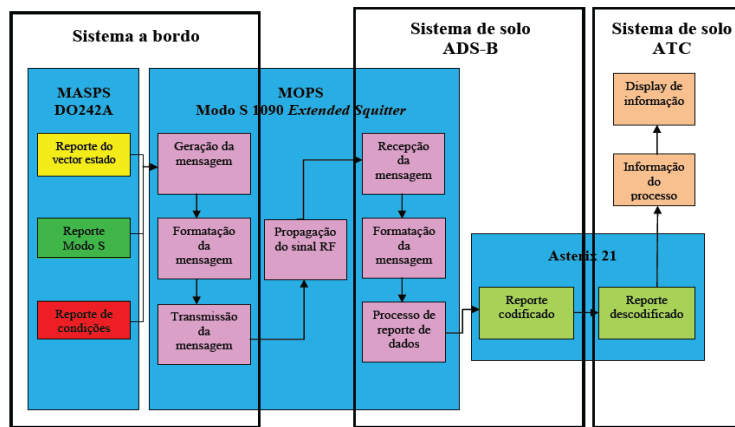 Sistema a bordo
Sistema de solo
ADS-B
Sistema de solo
ATC
MASPS
DO242A
MOPS
Modo S 1090 Extended Squitter
Reporte do
vector estado
Reporte
Modo S
Reporte de
condições
Geração da
mensagem
Formatação
da
mensagem
Transmissão
da
mensagem
Propagação
do sinal RF
Recepção
da
mensagem
Formatação
da
mensagem
Processo de
reporte de
dados
Asterix 21
Reporte
codificado
Reporte
descodificado
Display de
informação
Informação
do
processo